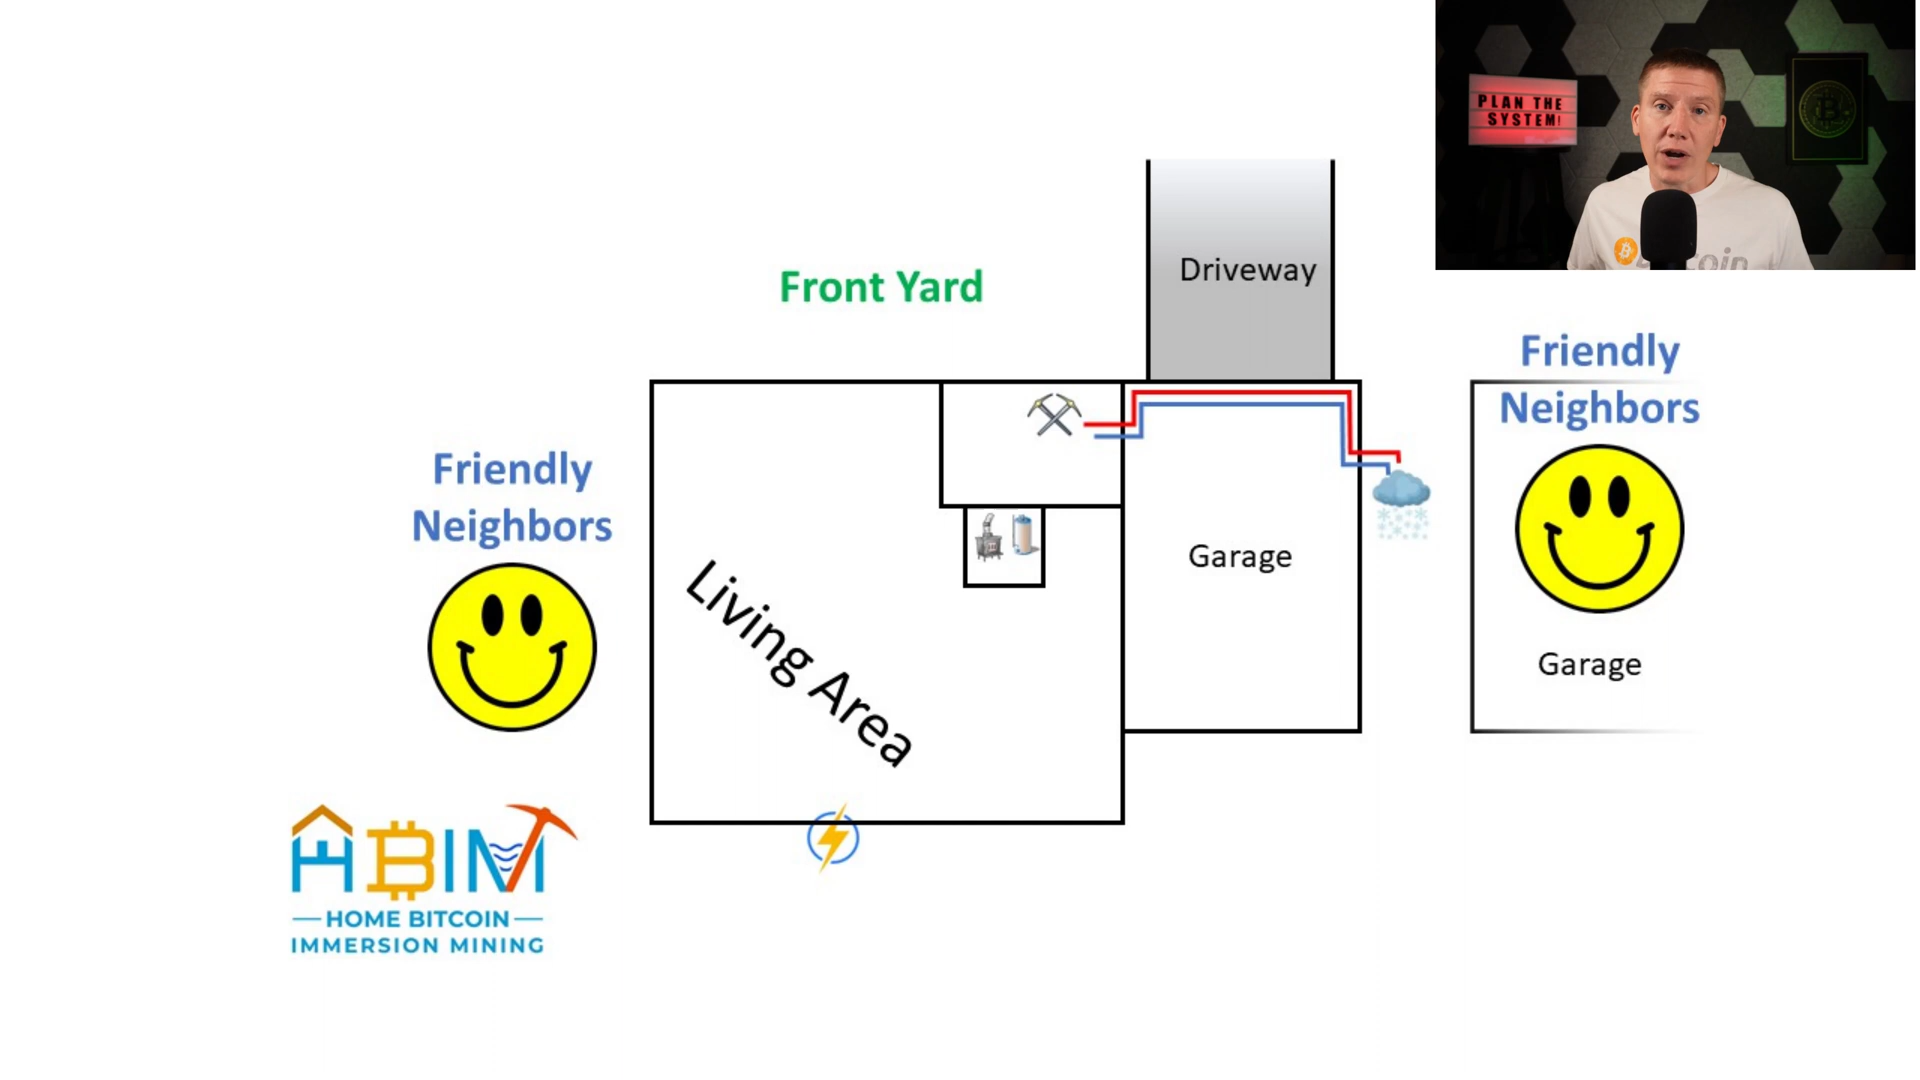 PLAN THE
SYSTEM!
Driveway
Front Yard
Friendly
Neighbors
Friendly
Neighbors
Garage
Living Area
Garage
HBIM
HOME BITCOIN
IMMERSION MINING